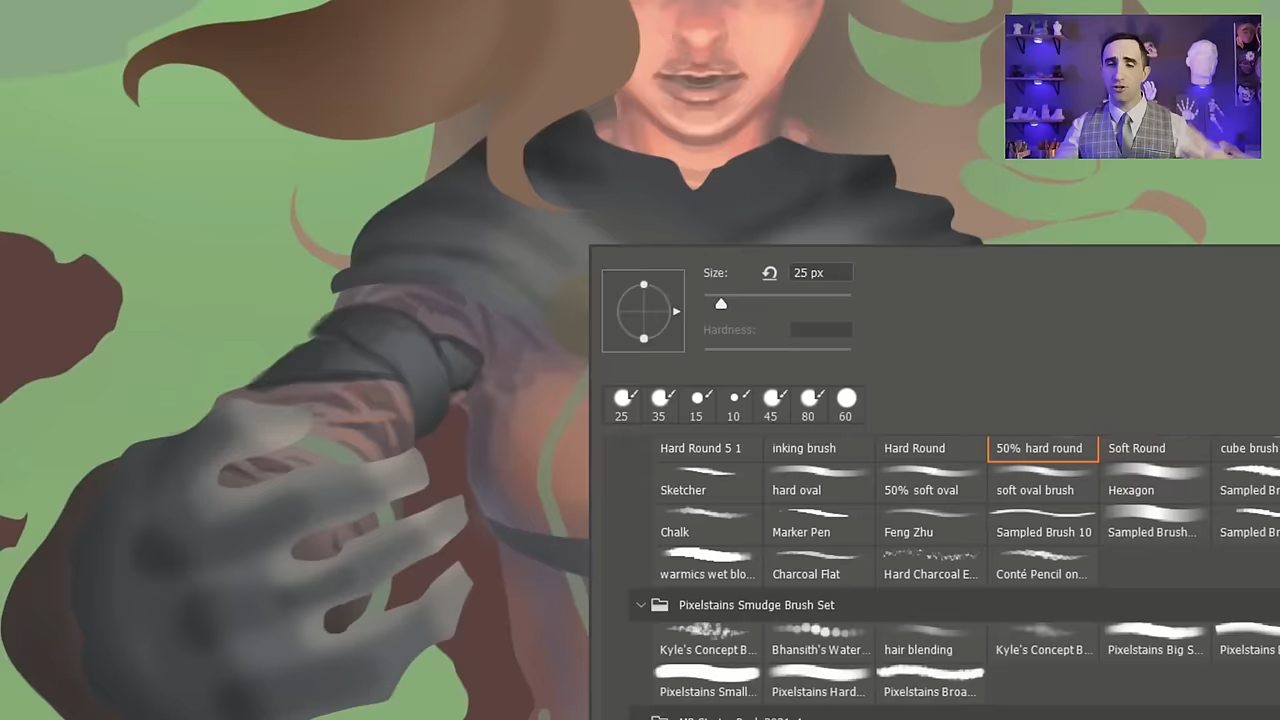 Size: 25 px
Hardness:
25 35 15 10 45 80 60
Hard Round 5 1 inking brush Hard Round 50% hard round Soft Round cube brush
Sketcher hard oval 50% soft oval soft oval brush Hexagon Sampled Br
Chalk Marker Pen Feng Zhu Sampled Brush 10 Sampled Brush... Sampled Br
warmics wet blo... Charcoal Flat Hard Charcoal E... Conté Pencil on...
Pixelstains Smudge Brush Set
Kyle's Concept B... Bhansith's Water... hair blending Kyle's Concept B... Pixelstains Big S... Pixelstains
Pixelstains Small... Pixelstains Hard... Pixelstains Broa...